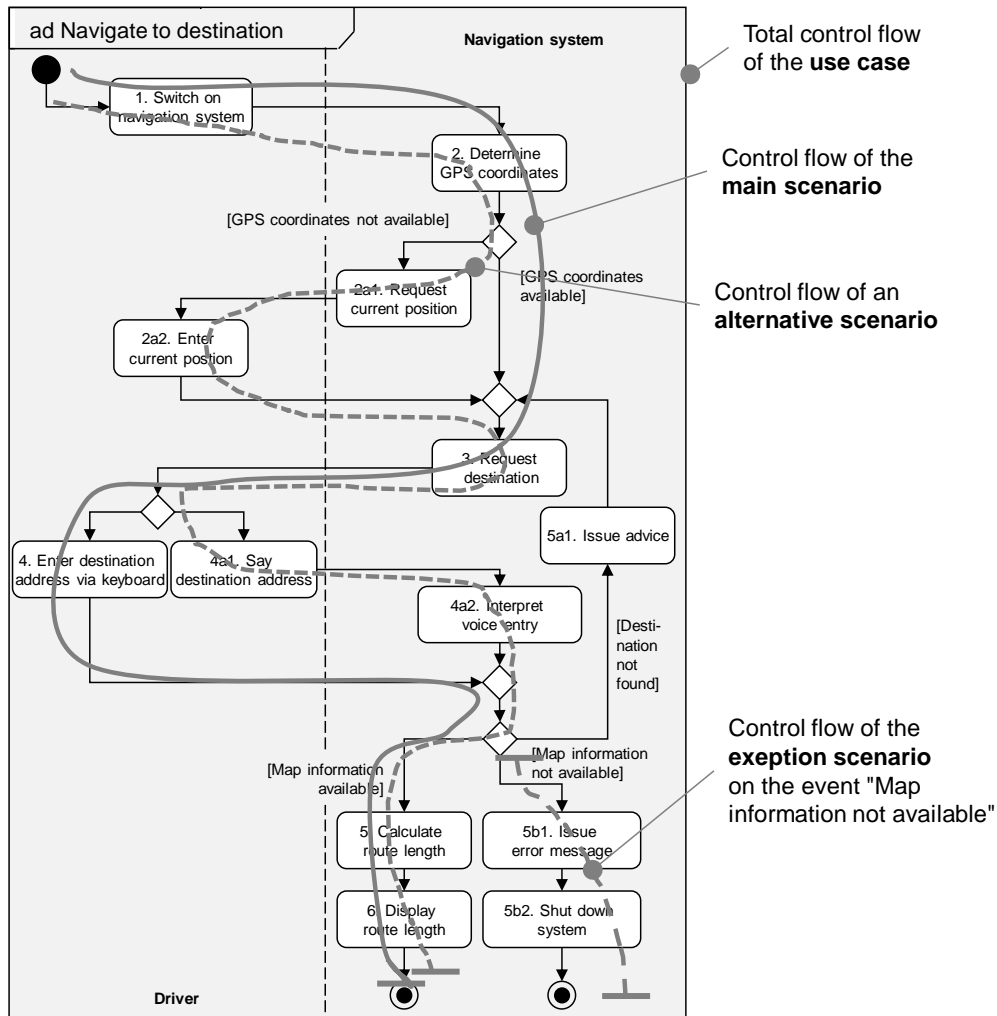 ad Navigate to destination
Navigation system
Total control flow
of the use case
1. Switch on
navigation system
2. Determine
GPS coordinates
Control flow of the
main scenario
[GPS coordinates not available]
[GPS coordinates
available]
2a1. Request
current position
Control flow of an
alternative scenario
2a2. Enter
current postion
3. Request
destination
4. Enter destination
address via keyboard
4a1. Say
destination address
5a1. Issue advice
4a2. Interpret
voice entry
[Desti-
nation
not
found]
[Map information
available]
[Map information
not available]
Control flow of the
exeption scenario
on the event "Map
information not available"
5. Calculate
route length
5b1. Issue
error message
6. Display
route length
5b2. Shut down
system
Driver